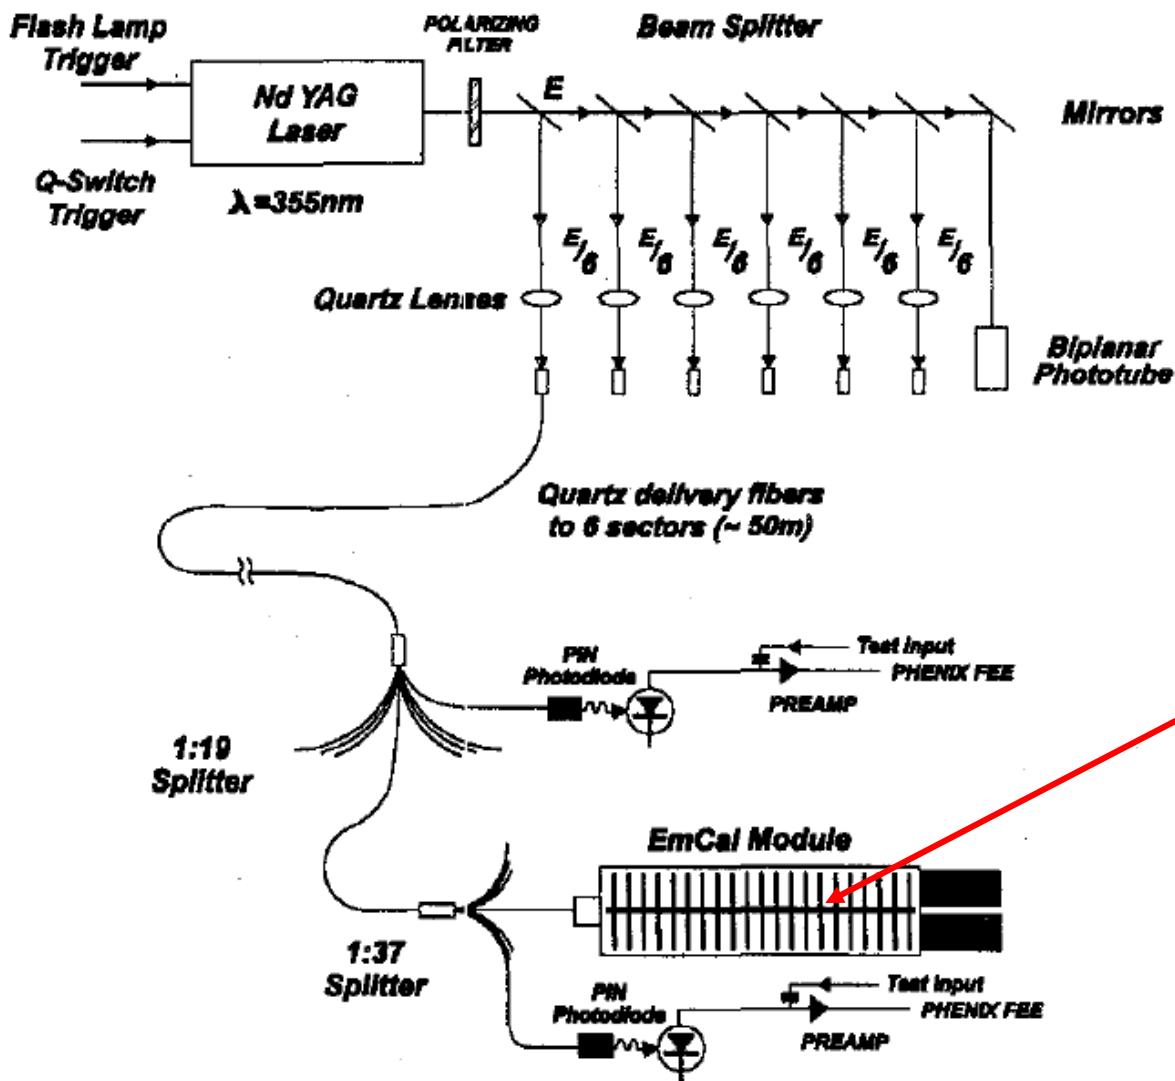 Flash Lamp
Trigger
POLARIZING
FILTER
Beam Splitter
Nd YAG
Laser
E
Mirrors
Q-Switch
Trigger
λ=355nm
E/6
E/6
E/6
E/6
E/6
E/6
Quartz Lenses
Biplanar
Phototube
Quartz delivery fibers
to 6 sectors (~ 50m)
PIN
Photodiode
Test Input
PHENIX FEE
PREAMP
1:19
Splitter
EmCal Module
1:37
Splitter
PIN
Photodiode
Test Input
PHENIX FEE
PREAMP